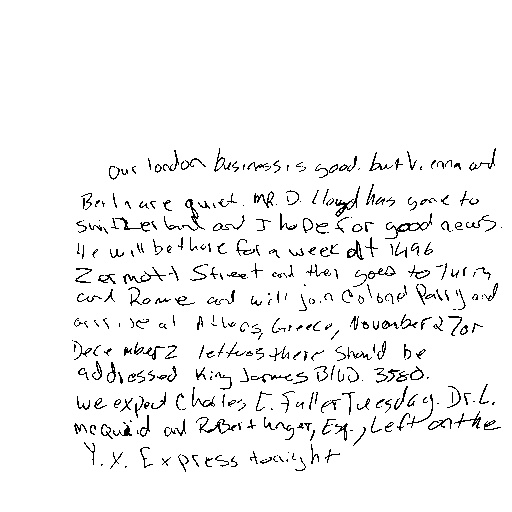 Our london business is good. but Vienna and
Berlin are quiet. MR. D. Lloyd has gone to
switzerland and I hope for good news.
He will be there for a week at 1496
Zermott Street and then goes to Turin
and Rome and will join Colonel Parry and
arrive at Athens, Greece, November 27 or
December 2 letters there should be
addressed King James Blvd. 3580.
we expect Charles E. Fuller Tuesday. Dr. L.
McQuaid and Robert Unger, Esq., Left on the
Y.X. Express tonight